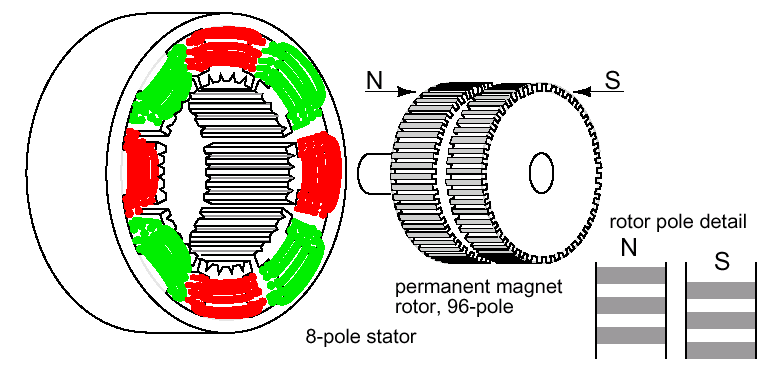 N
S
rotor pole detail
N
S
permanent magnet
rotor, 96-pole
8-pole stator